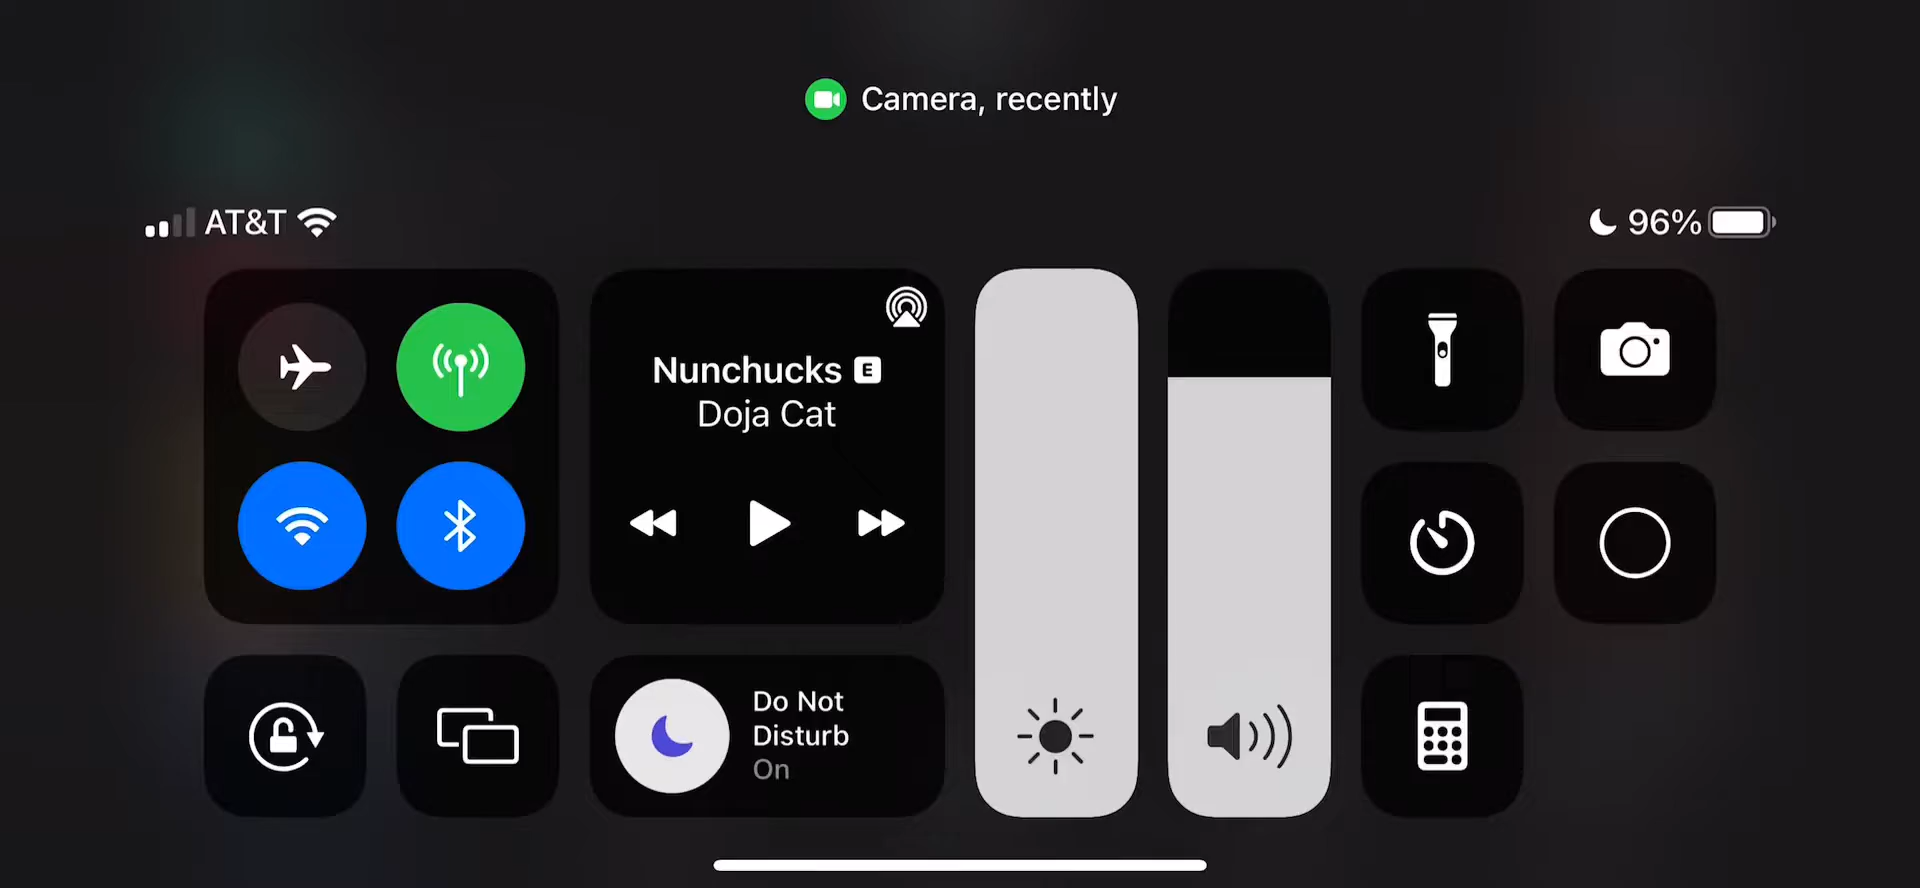 Camera, recently
AT&T
96%
Nunchucks E
Doja Cat
Do Not
Disturb
On